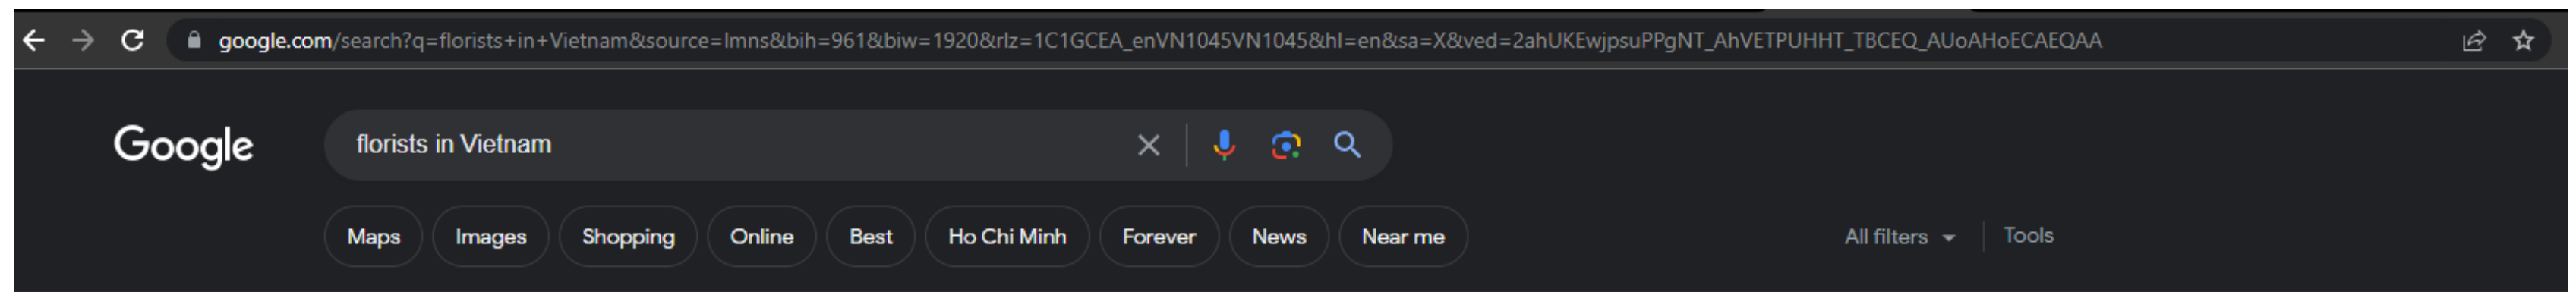 google.com/search?q=florists+in+Vietnam&source=lmns&bih=961&biw=1920&rlz=1C1GCEA_enVN1045VN1045&hl=en&sa=X&ved=2ahUKEwjpsuPPgNT_AhVETPUHHT_TBCEQ_AUoAHoECAEQAA
Google florists in Vietnam
Maps Images Shopping Online Best Ho Chi Minh Forever News Near me All filters Tools